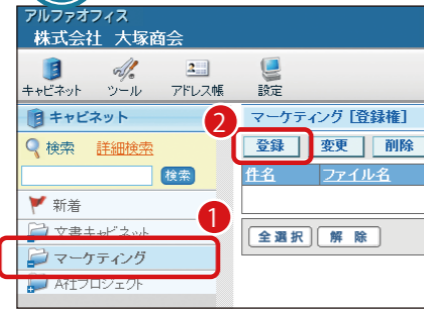 アルファオフィス
株式会社 大塚商会
キャビネット ツール アドレス帳 設定
キャビネット
検索 詳細検索
検索
新着
文書キャビネット
1
マーケティング
A社プロジェクト
2
マーケティング [登録権]
登録 変更 削除
件名 ファイル名
全選択 解 除